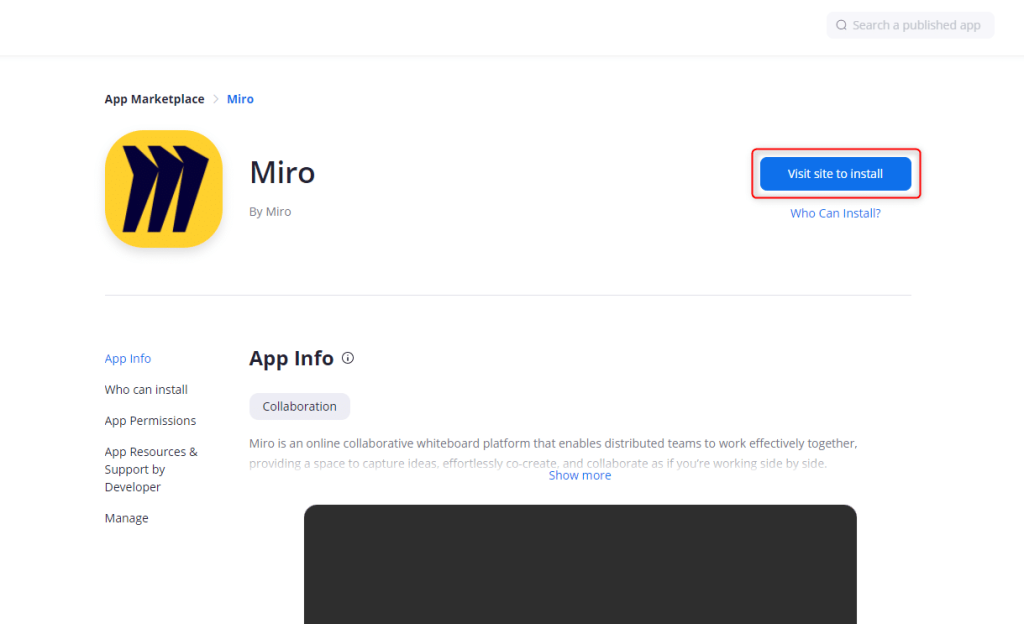 Search a published app
App Marketplace > Miro
Miro
By Miro
Visit site to install
Who Can Install?
App Info
Who can install
App Permissions
App Resources &
Support by
Developer
Manage
App Info
Collaboration
Miro is an online collaborative whiteboard platform that enables distributed teams to work effectively together,
providing a space to capture ideas, effortlessly co-create, and collaborate as if you're working side by side.
Show more